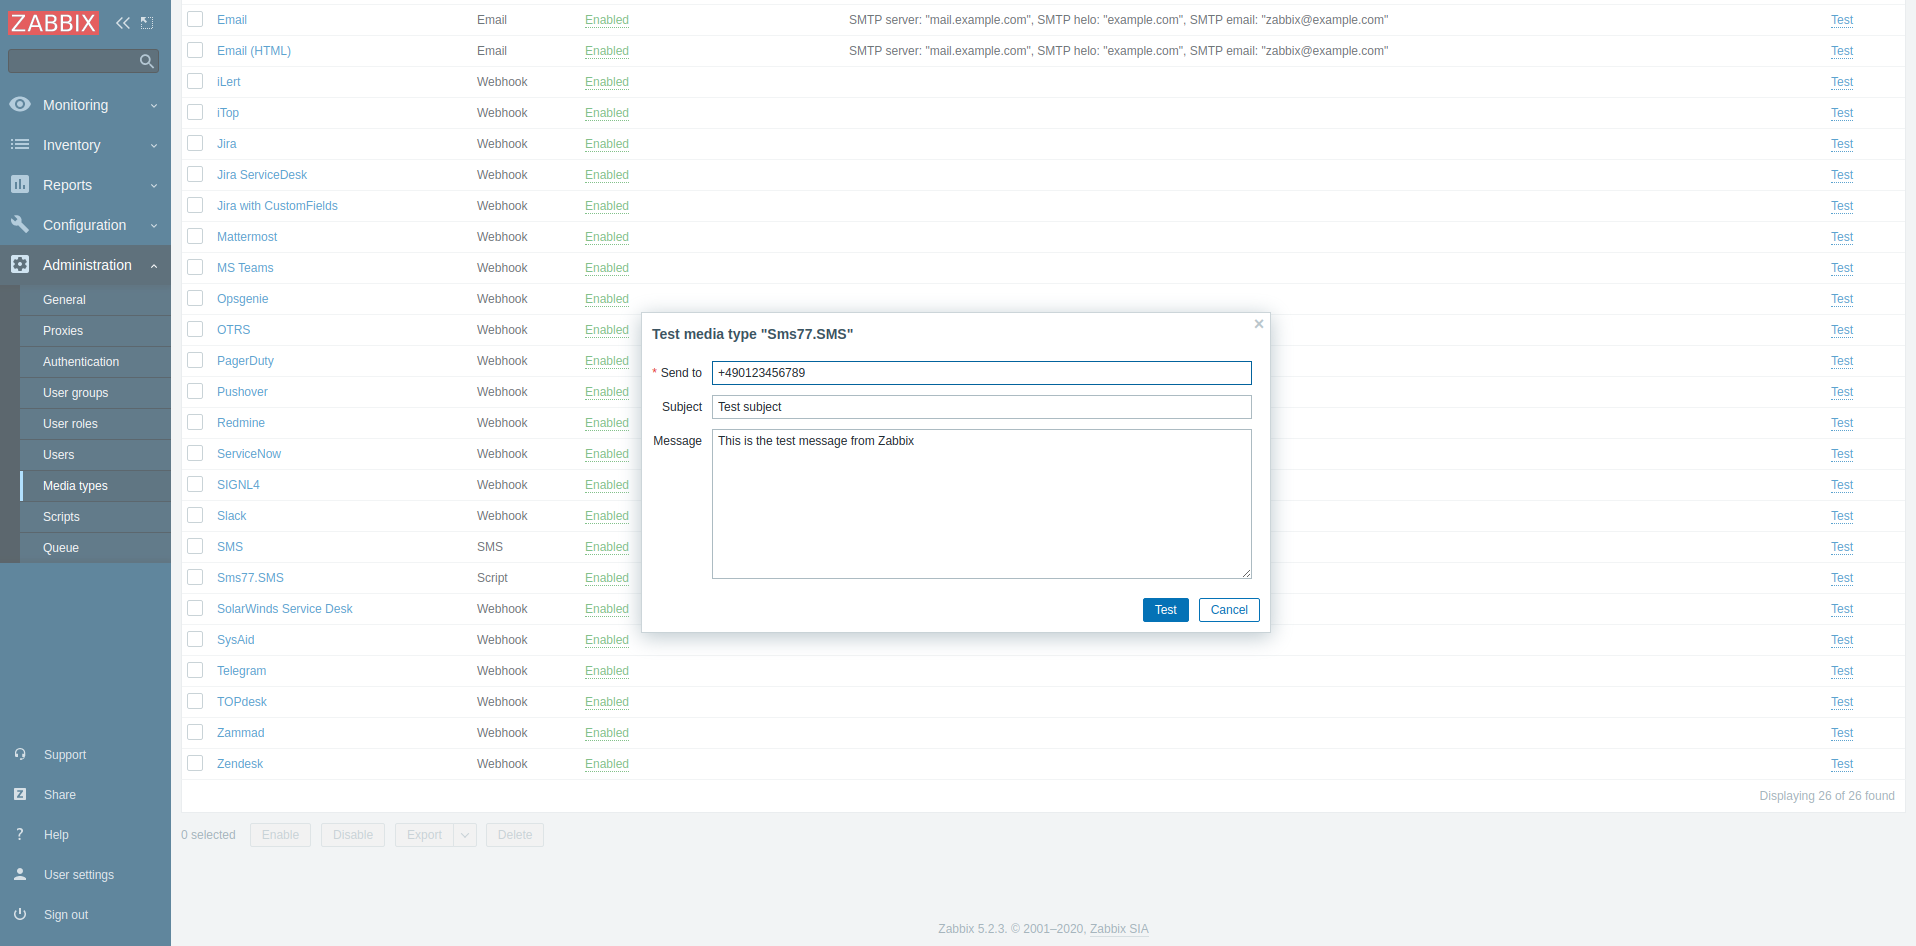 ZABBIX
Monitoring
Inventory
Reports
Configuration
Administration
General
Proxies
Authentication
User groups
User roles
Users
Media types
Scripts
Queue
Support
Share
Help
User settings
Sign out
Email Email Enabled SMTP server: "mail.example.com", SMTP helo: "example.com", SMTP email: "zabbix@example.com" Test
Email (HTML) Email Enabled SMTP server: "mail.example.com", SMTP helo: "example.com", SMTP email: "zabbix@example.com" Test
iLert Webhook Enabled Test
iTop Webhook Enabled Test
Jira Webhook Enabled Test
Jira ServiceDesk Webhook Enabled Test
Jira with CustomFields Webhook Enabled Test
Mattermost Webhook Enabled Test
MS Teams Webhook Enabled Test
Opsgenie Webhook Enabled Test
OTRS Webhook Enabled Test
PagerDuty Webhook Enabled Test
Pushover Webhook Enabled Test
Redmine Webhook Enabled Test
ServiceNow Webhook Enabled Test
SIGNL4 Webhook Enabled Test
Slack Webhook Enabled Test
SMS SMS Enabled Test
Sms77.SMS Script Enabled Test
SolarWinds Service Desk Webhook Enabled Test
SysAid Webhook Enabled Test
Telegram Webhook Enabled Test
TOPdesk Webhook Enabled Test
Zammad Webhook Enabled Test
Zendesk Webhook Enabled Test
Displaying 26 of 26 found
0 selected Enable Disable Export Delete
Test media type "Sms77.SMS"
* Send to +490123456789
Subject Test subject
Message This is the test message from Zabbix
Test Cancel
Zabbix 5.2.3. © 2001–2020, Zabbix SIA